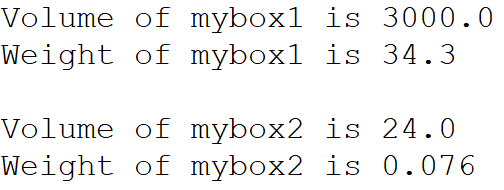 Volume of mybox1 is 3000.0
Weight of mybox1 is 34.3
Volume of mybox2 is 24.0
Weight of mybox2 is 0.076